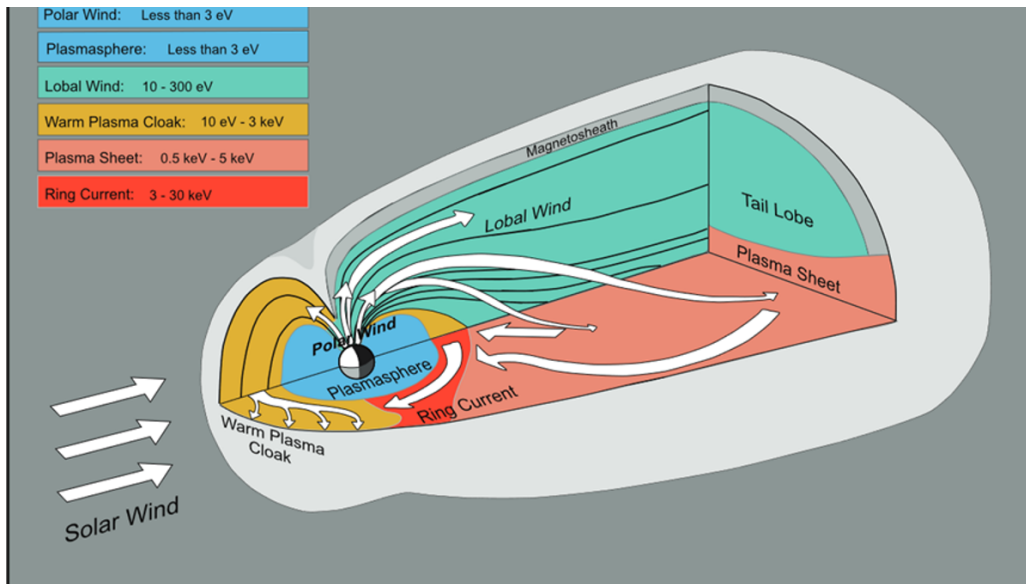 Polar Wind: Less than 3 eV
Plasmasphere: Less than 3 eV
Lobal Wind: 10 - 300 eV
Warm Plasma Cloak: 10 eV - 3 keV
Plasma Sheet: 0.5 keV - 5 keV
Ring Current: 3 - 30 keV
Magnetosheath
Lobal Wind
Tail Lobe
Plasma Sheet
Polar Wind
Plasmasphere
Ring Current
Warm Plasma
Cloak
Solar Wind